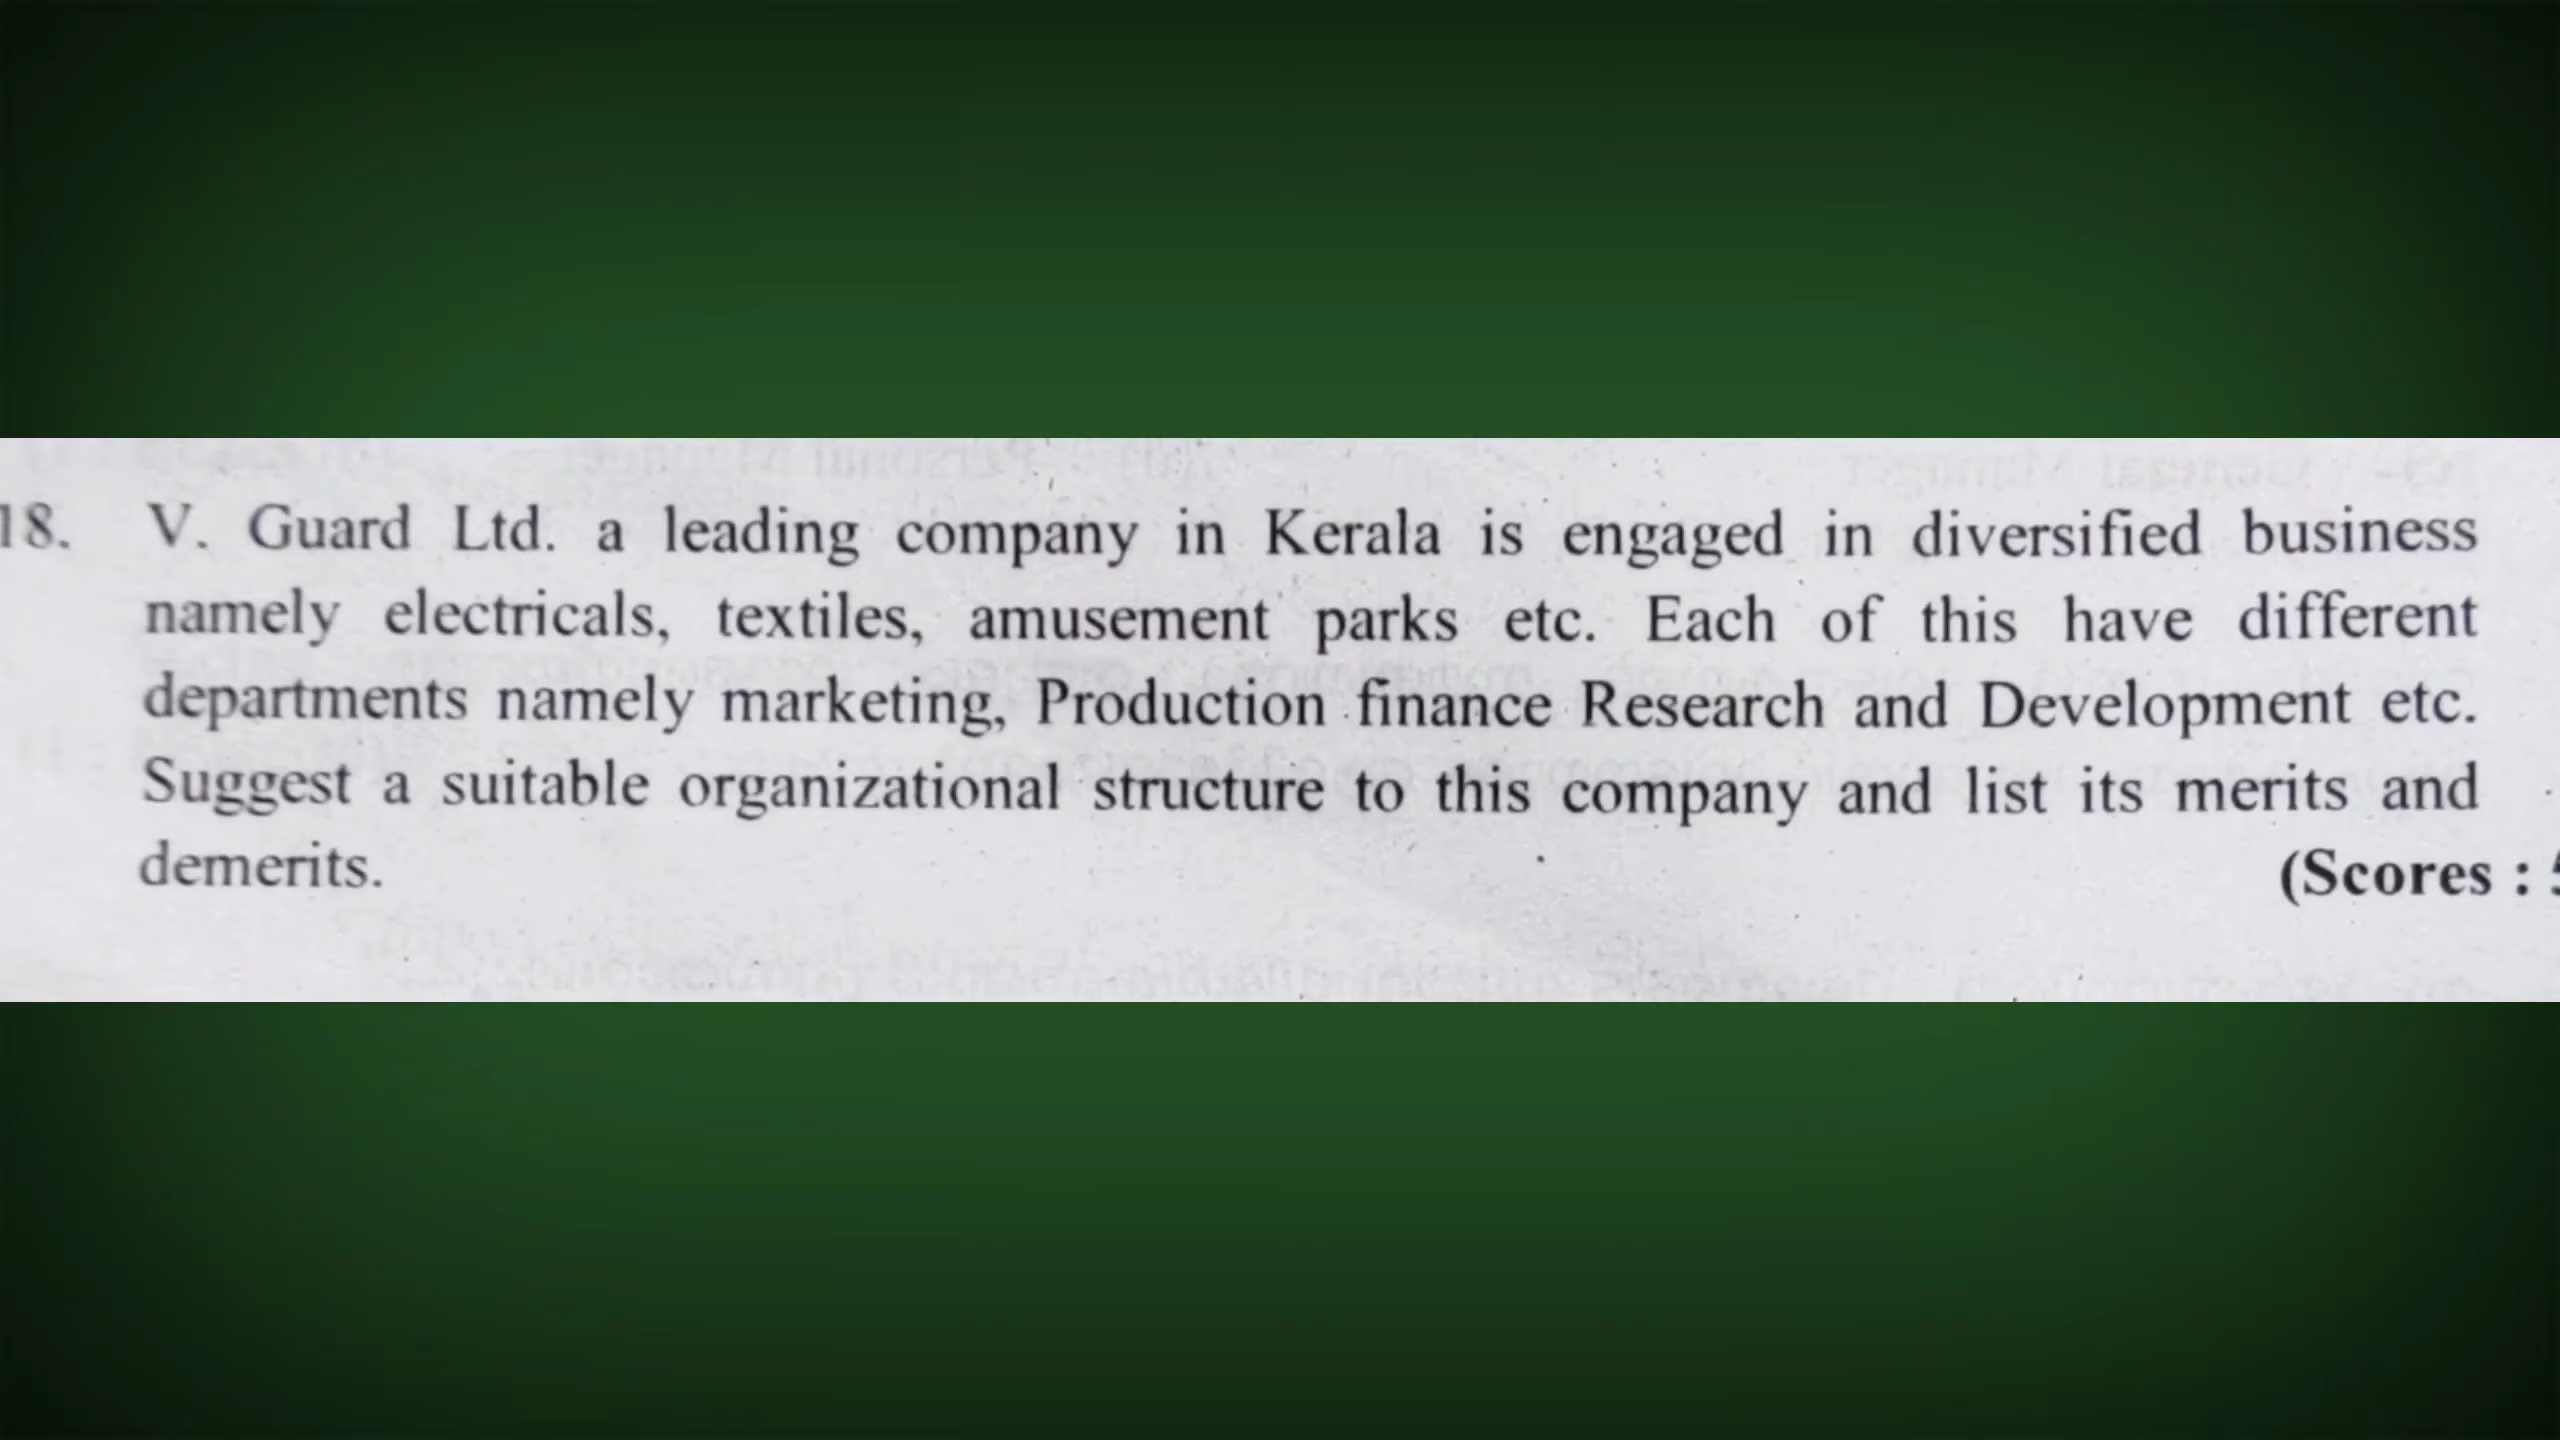 18. V. Guard Ltd. a leading company in Kerala is engaged in diversified business
namely electricals, textiles, amusement parks etc. Each of this have different
departments namely marketing, Production finance Research and Development etc.
Suggest a suitable organizational structure to this company and list its merits and
demerits.
(Scores : 5